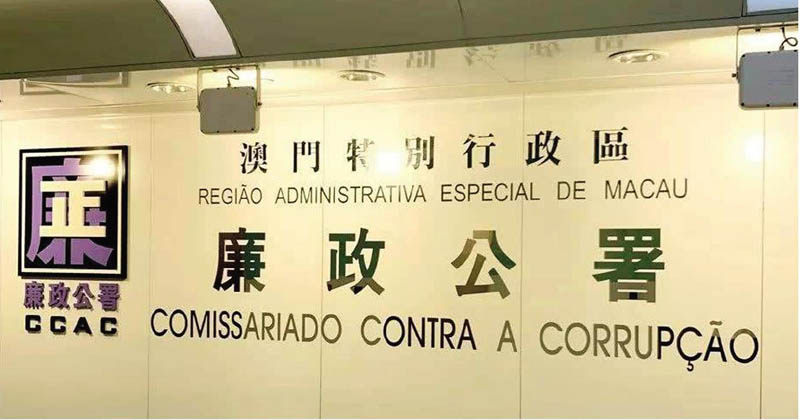 澳門特別行政區
REGIÃO ADMINISTRATIVA ESPECIAL DE MACAU
廉政公署
COMISSARIADO CONTRA A CORRUPÇÃO
廉正
廉政公署
CCAC